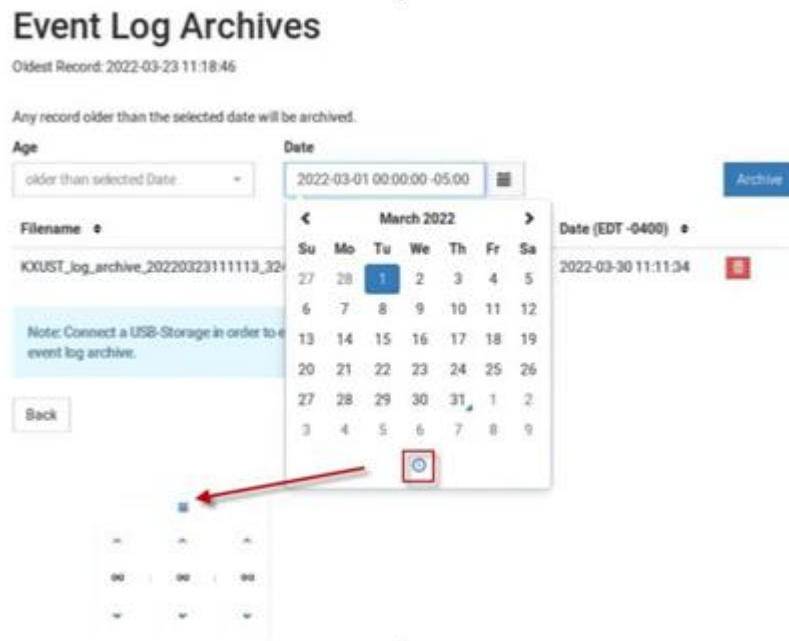 Event Log Archives
Oldest Record: 2022-03-23 11:18:46
Any record older than the selected date will be archived.
Age Date
older than selected Date 2022-03-01 00:00:00 -05:00 Archive
March 2022
Filename Date (EDT -0400)
Su Mo Tu We Th Fr Sa
KXUST_log_archive_20220323111113_32 2022-03-30 11:11:34
27 28 1 2 3 4 5
6 7 8 9 10 11 12
Note: Connect a USB-Storage in order to e
13 14 15 16 17 18 19
event log archive.
20 21 22 23 24 25 26
27 28 29 30 31 1 2
Back
3 4 5 6 7 8 9
00 : 00 : 00